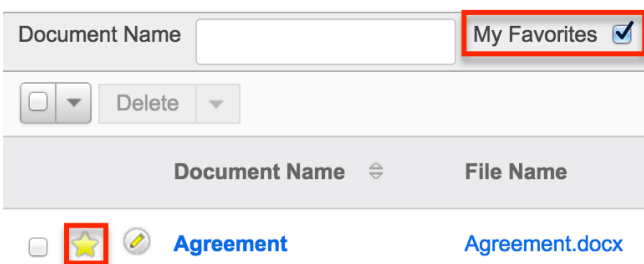 Document Name My Favorites
Delete
Document Name File Name
Agreement Agreement.docx